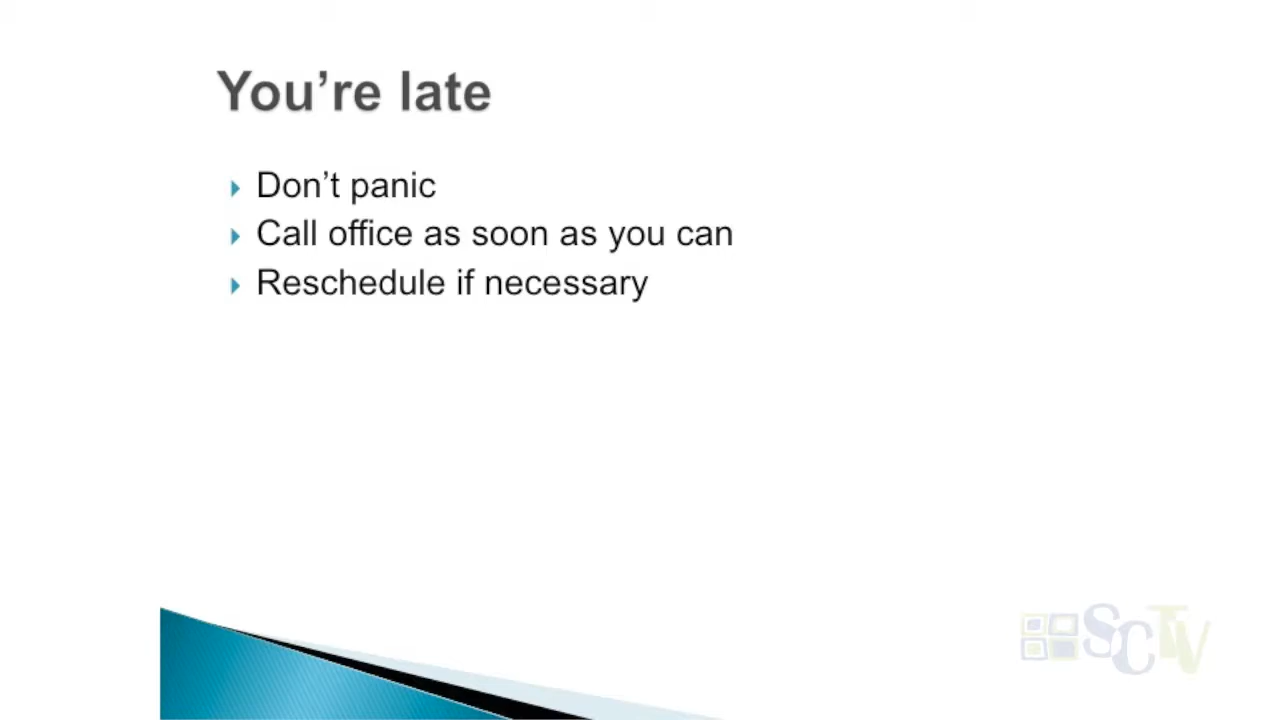 You’re late
Don’t panic
Call office as soon as you can
Reschedule if necessary
SCTV